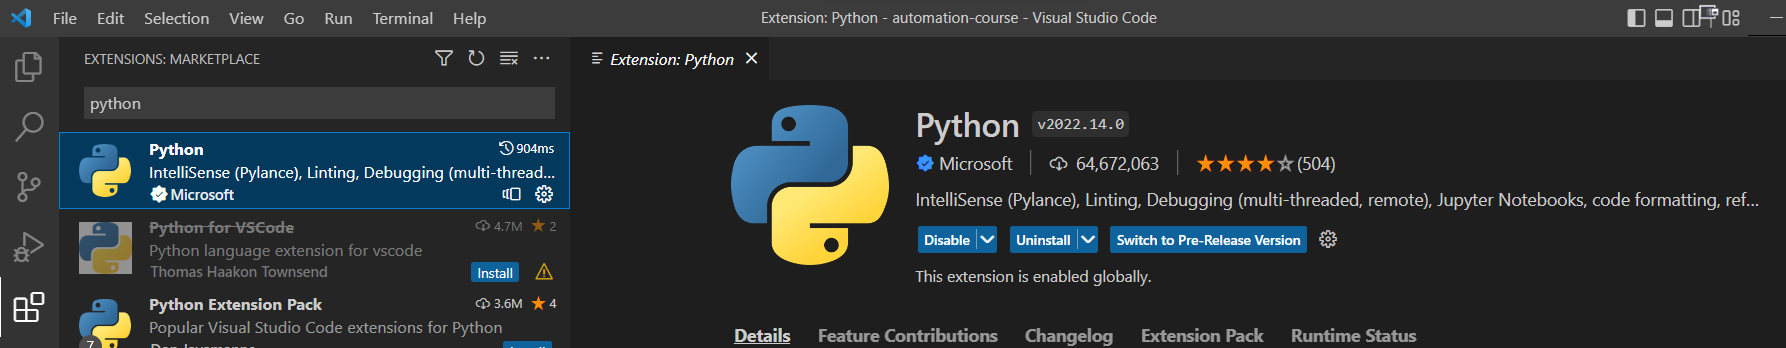 File Edit Selection View Go Run Terminal Help
Extension: Python - automation-course - Visual Studio Code
EXTENSIONS: MARKETPLACE
python
Python 904ms
IntelliSense (Pylance), Linting, Debugging (multi-thread...
Microsoft
Python for VSCode 4.7M ★ 2
Python language extension for vscode
Thomas Haakon Townsend Install
Python Extension Pack 3.6M ★ 4
Popular Visual Studio Code extensions for Python
7
Extension: Python
Python v2022.14.0
Microsoft 64,672,063 ★★★★☆ (504)
IntelliSense (Pylance), Linting, Debugging (multi-threaded, remote), Jupyter Notebooks, code formatting, ref...
Disable Uninstall Switch to Pre-Release Version
This extension is enabled globally.
Details Feature Contributions Changelog Extension Pack Runtime Status